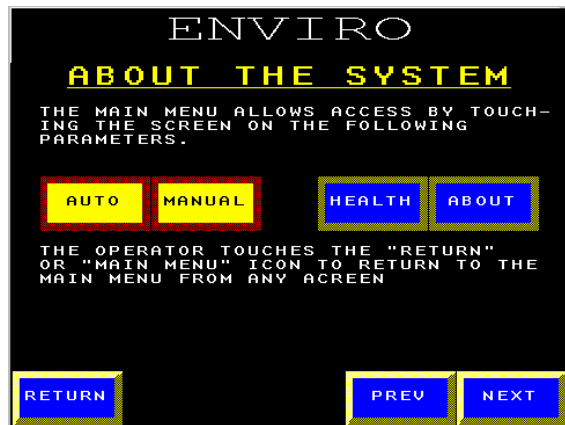 ENVIRO
ABOUT THE SYSTEM
THE MAIN MENU ALLOWS ACCESS BY TOUCH-
ING THE SCREEN ON THE FOLLOWING
PARAMETERS.
AUTO MANUAL HEALTH ABOUT
THE OPERATOR TOUCHES THE "RETURN"
OR "MAIN MENU" ICON TO RETURN TO THE
MAIN MENU FROM ANY ACREEN
RETURN PREV NEXT